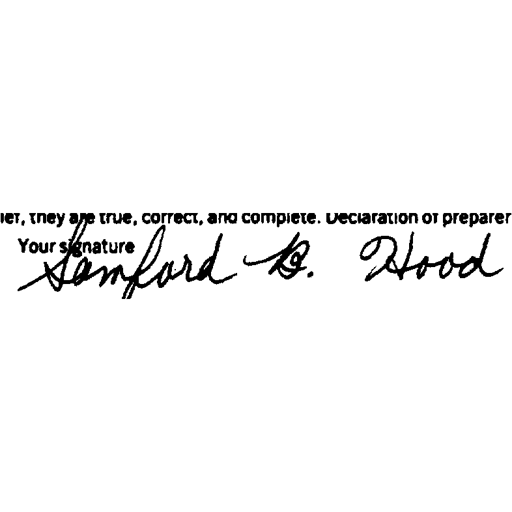 ief, they are true, correct, and complete. Declaration of preparer
Your signature
Samford B. Hood